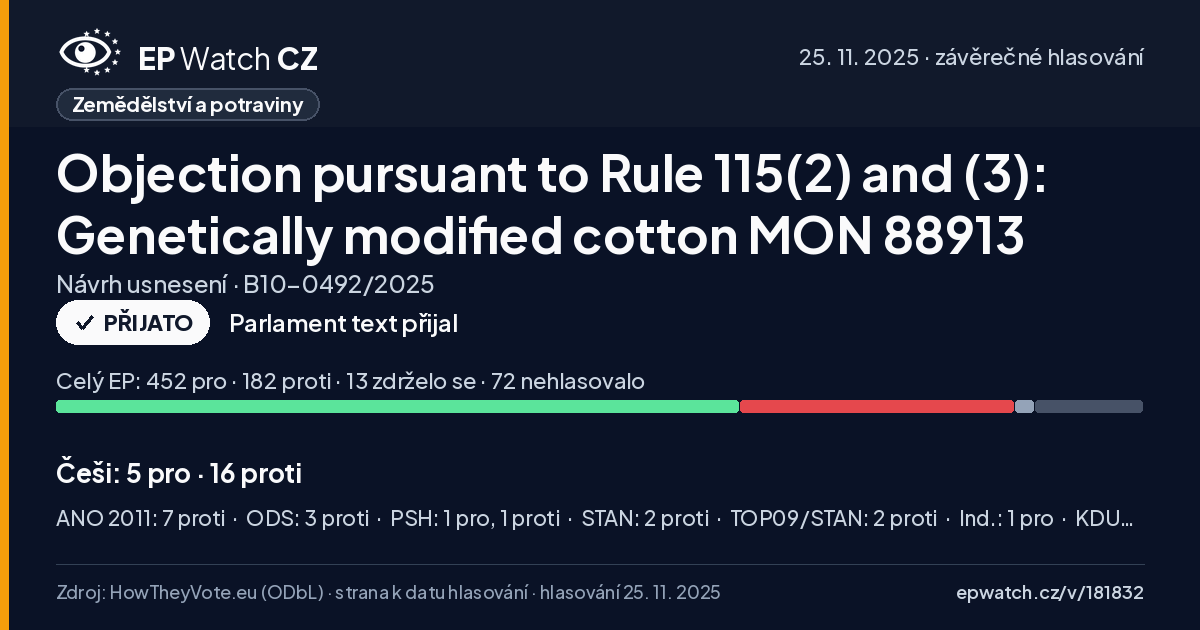 EP Watch CZ
25. 11. 2025 · závěrečné hlasování
Zemědělství a potraviny
Objection pursuant to Rule 115(2) and (3):
Genetically modified cotton MON 88913
Návrh usnesení · B10-0492/2025
✓ PŘIJATO Parlament text přijal
Celý EP: 452 pro · 182 proti · 13 zdrželo se · 72 nehlasovalo
Češi: 5 pro · 16 proti
ANO 2011: 7 proti · ODS: 3 proti · PSH: 1 pro, 1 proti · STAN: 2 proti · TOP09/STAN: 2 proti · Ind.: 1 pro · KDU…
Zdroj: HowTheyVote.eu (ODbL) · strana k datu hlasování · hlasování 25. 11. 2025
epwatch.cz/v/181832